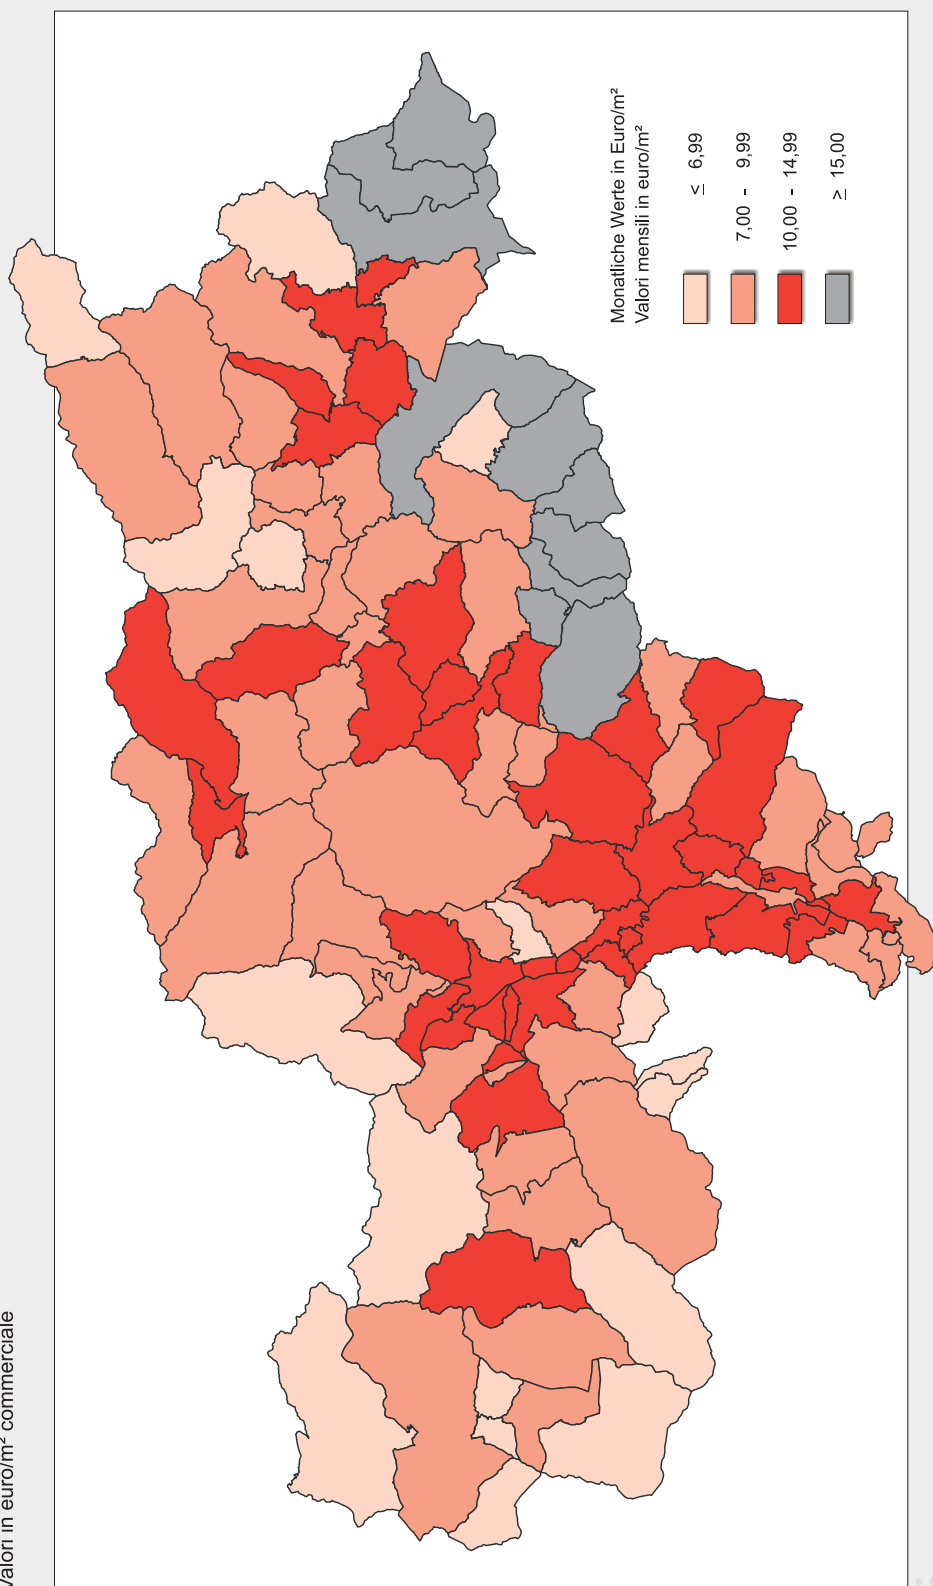 Valori in euro/m² commerciale
Monatliche Werte in Euro/m²
Valori mensili in euro/m²
≤ 6,99
7,00 - 9,99
10,00 - 14,99
≥ 15,00